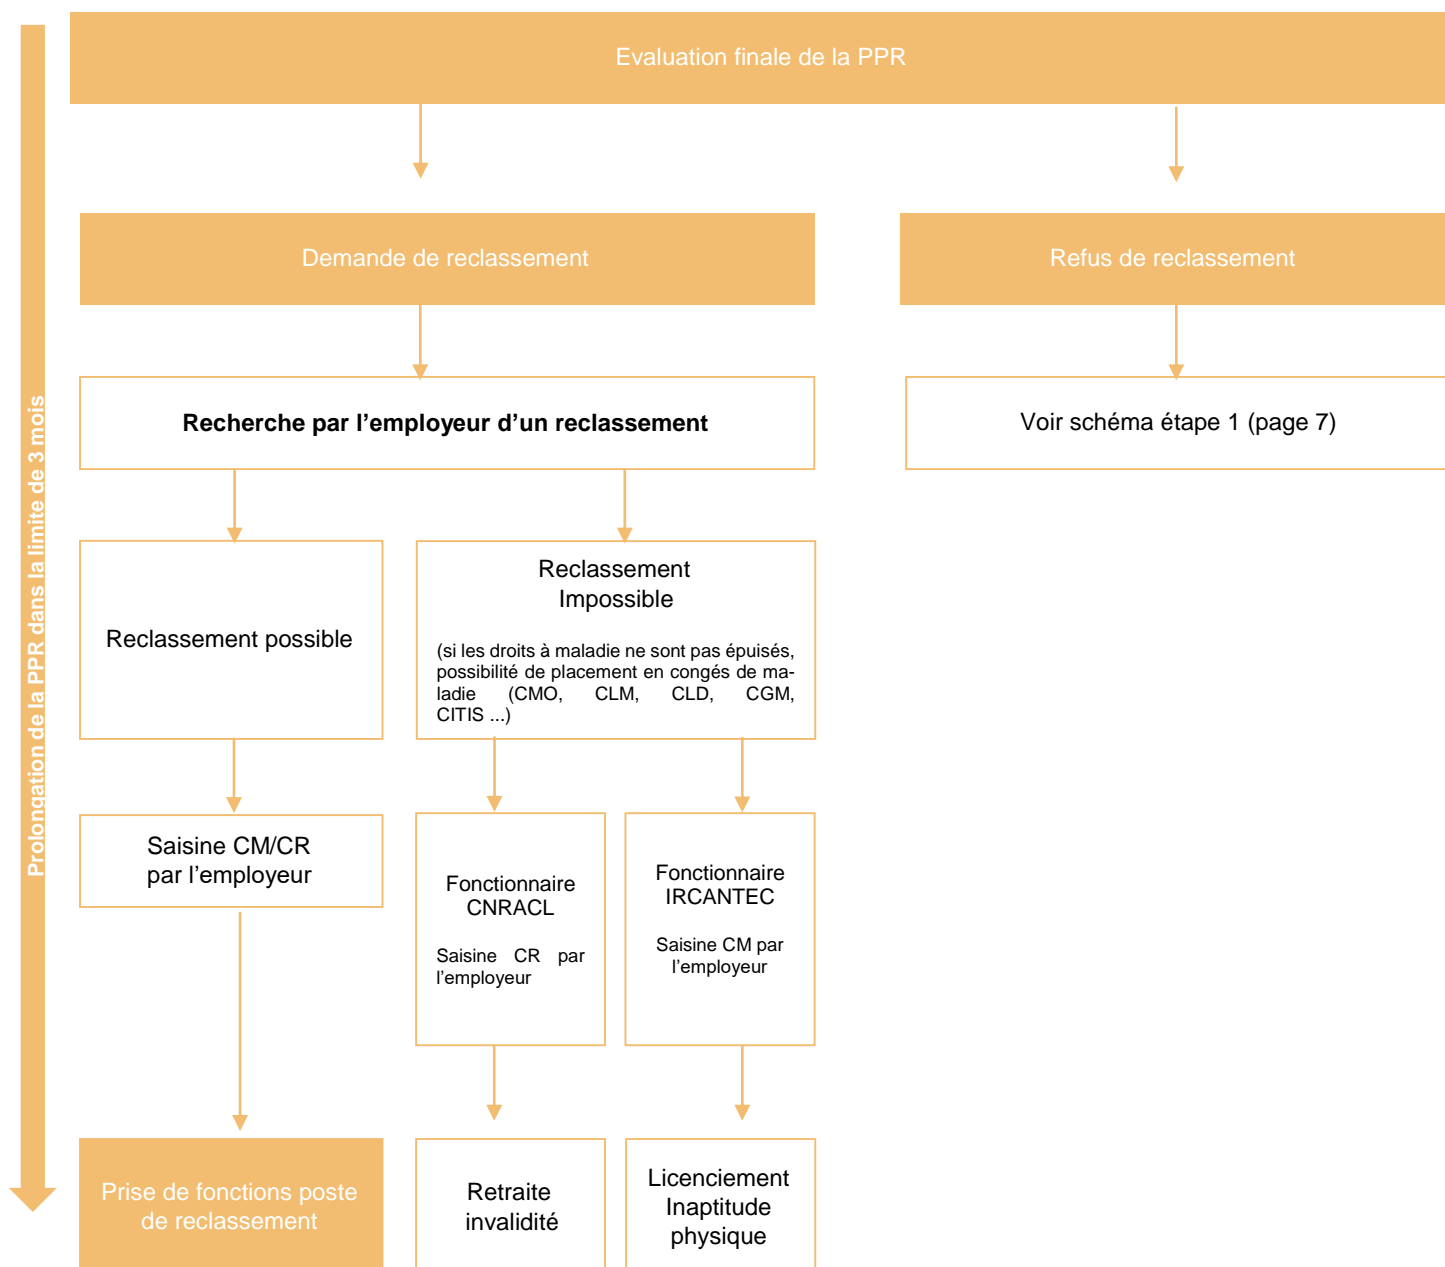 Evaluation finale de la PPR
Prolongation de la PPR dans la limite de 3 mois
Demande de reclassement
Refus de reclassement
Recherche par l’employeur d’un reclassement
Voir schéma étape 1 (page 7)
Reclassement possible
Reclassement
Impossible
(si les droits à maladie ne sont pas épuisés,
possibilité de placement en congés de ma-
ladie (CMO, CLM, CLD, CGM,
CITIS ...)
Saisine CM/CR
par l’employeur
Fonctionnaire
CNRACL
Saisine CR par
l’employeur
Fonctionnaire
IRCANTEC
Saisine CM par
l’employeur
Prise de fonctions poste
de reclassement
Retraite
invalidité
Licenciement
Inaptitude
physique